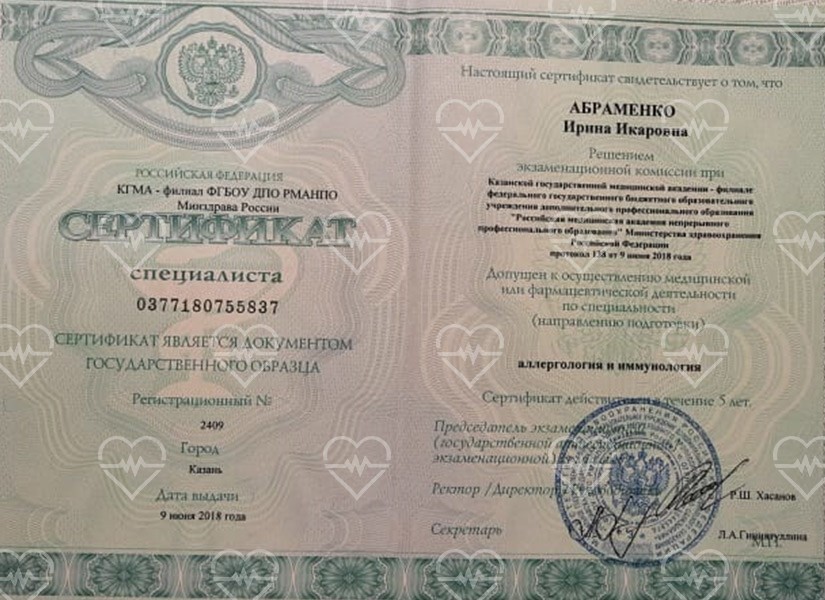 РОССИЙСКАЯ ФЕДЕРАЦИЯ
КГМА - филиал ФГБОУ ДПО РМАНПО
Минздрава России
СЕРТИФИКАТ
специалиста
0377180755837
СЕРТИФИКАТ ЯВЛЯЕТСЯ ДОКУМЕНТОМ
ГОСУДАРСТВЕННОГО ОБРАЗЦА
Регистрационный №
2409
Город
Казань
Дата выдачи
9 июня 2018 года
Настоящий сертификат свидетельствует о том, что
АБРАМЕНКО
Ирина Икаровна
Решением
экзаменационной комиссии при
Казанской государственной медицинской академии - филиале
федерального государственного бюджетного образовательного
учреждения дополнительного профессионального образования
"Российская медицинская академия непрерывного
профессионального образования" Министерства здравоохранения
Российской Федерации
протокол 138 от 9 июня 2018 года
Допущен к осуществлению медицинской
или фармацевтической деятельности
по специальности
(направлению подготовки)
аллергология и иммунология
Сертификат действителен в течение 5 лет.
Председатель
(государственной
экзаменационной)
Ректор /Директор
Р.Ш. Хасанов
Секретарь
Л.А.Гиниятуллина
М.П.